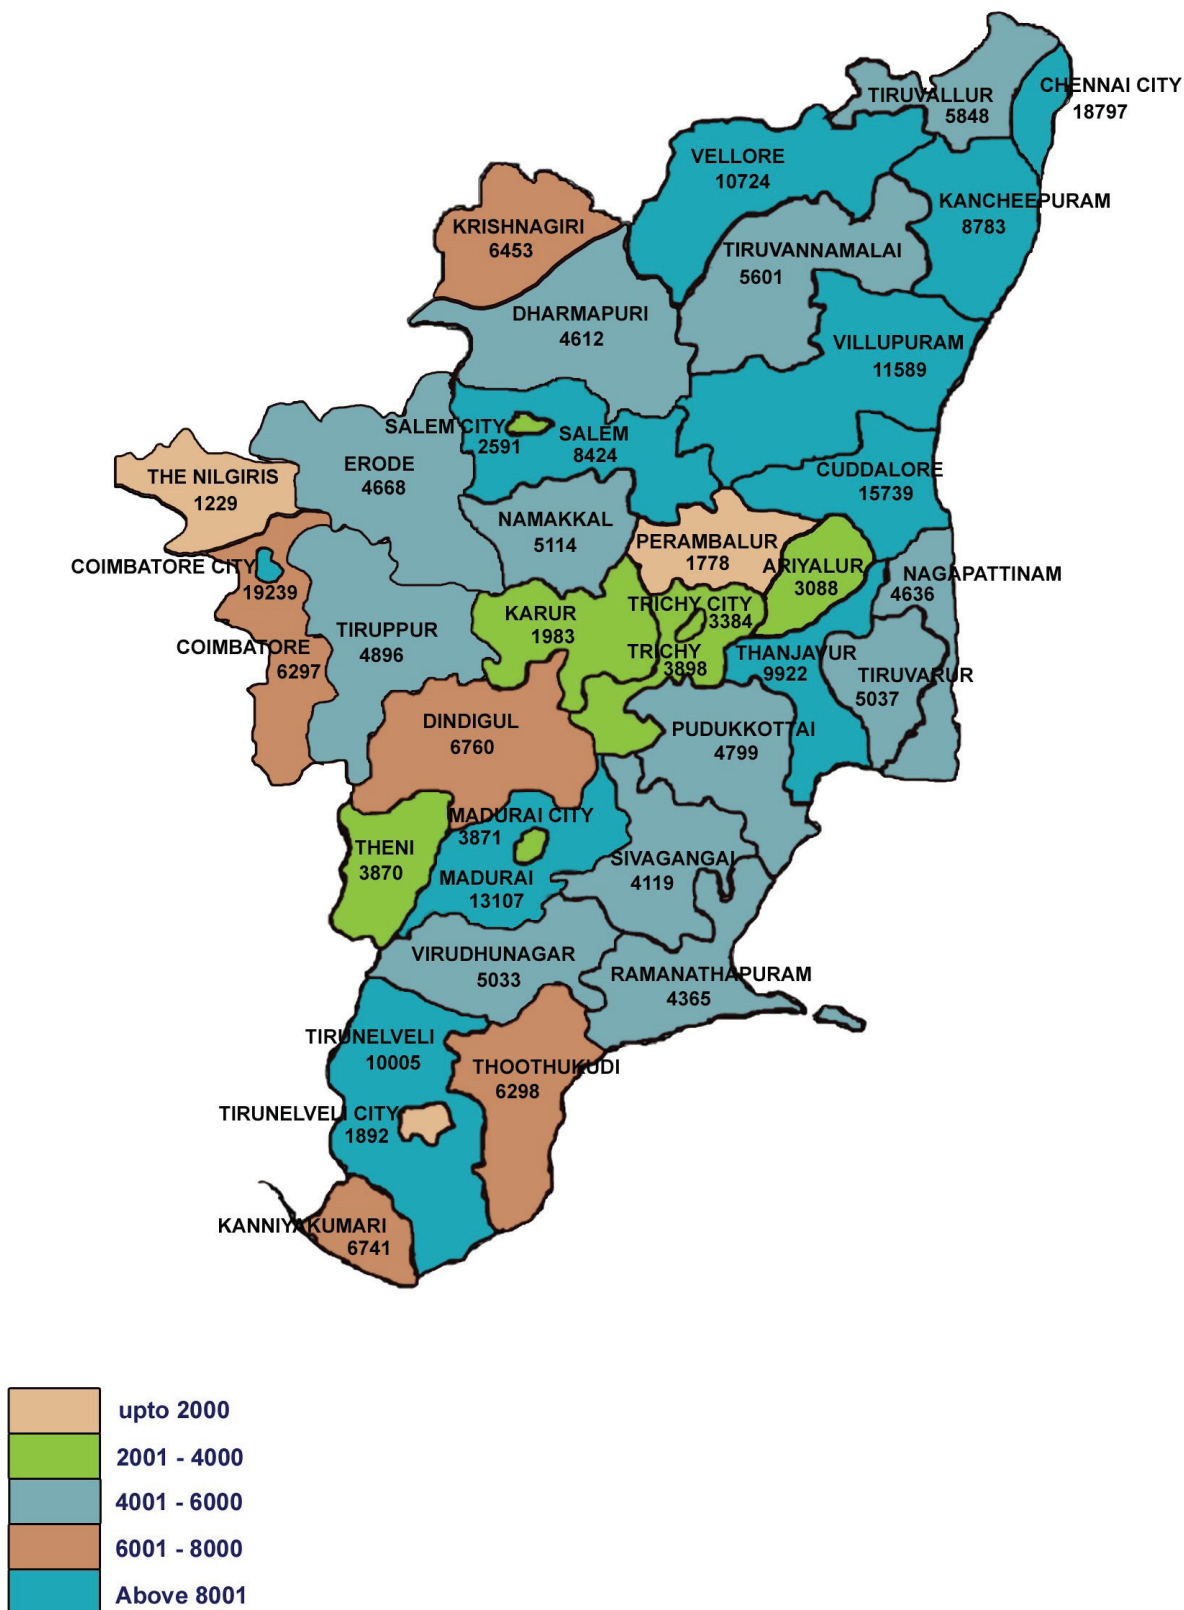 CHENNAI CITY
18797
TIRUVALLUR
5848
VELLORE
10724
KANCHEEPURAM
8783
KRISHNAGIRI
6453
TIRUVANNAMALAI
5601
DHARMAPURI
4612
VILLUPURAM
11589
SALEM CITY
2591
SALEM
8424
ERODE
4668
CUDDALORE
15739
THE NILGIRIS
1229
NAMAKKAL
5114
PERAMBALUR
1778
ARIYALUR
3088
NAGAPATTINAM
4636
COIMBATORE CITY
19239
KARUR
1983
TRICHY CITY
3384
TIRUPPUR
4896
COIMBATORE
6297
TRICHY
3898
THANJAVUR
9922
TIRUVARUR
5037
DINDIGUL
6760
PUDUKKOTTAI
4799
MADURAI CITY
3871
THENI
3870
SIVAGANGAI
4119
MADURAI
13107
VIRUDHUNAGAR
5033
RAMANATHAPURAM
4365
TIRUNELVELI
10005
THOOTHUKUDI
6298
TIRUNELVELI CITY
1892
KANNIYAKUMARI
6741
upto 2000
2001 - 4000
4001 - 6000
6001 - 8000
Above 8001